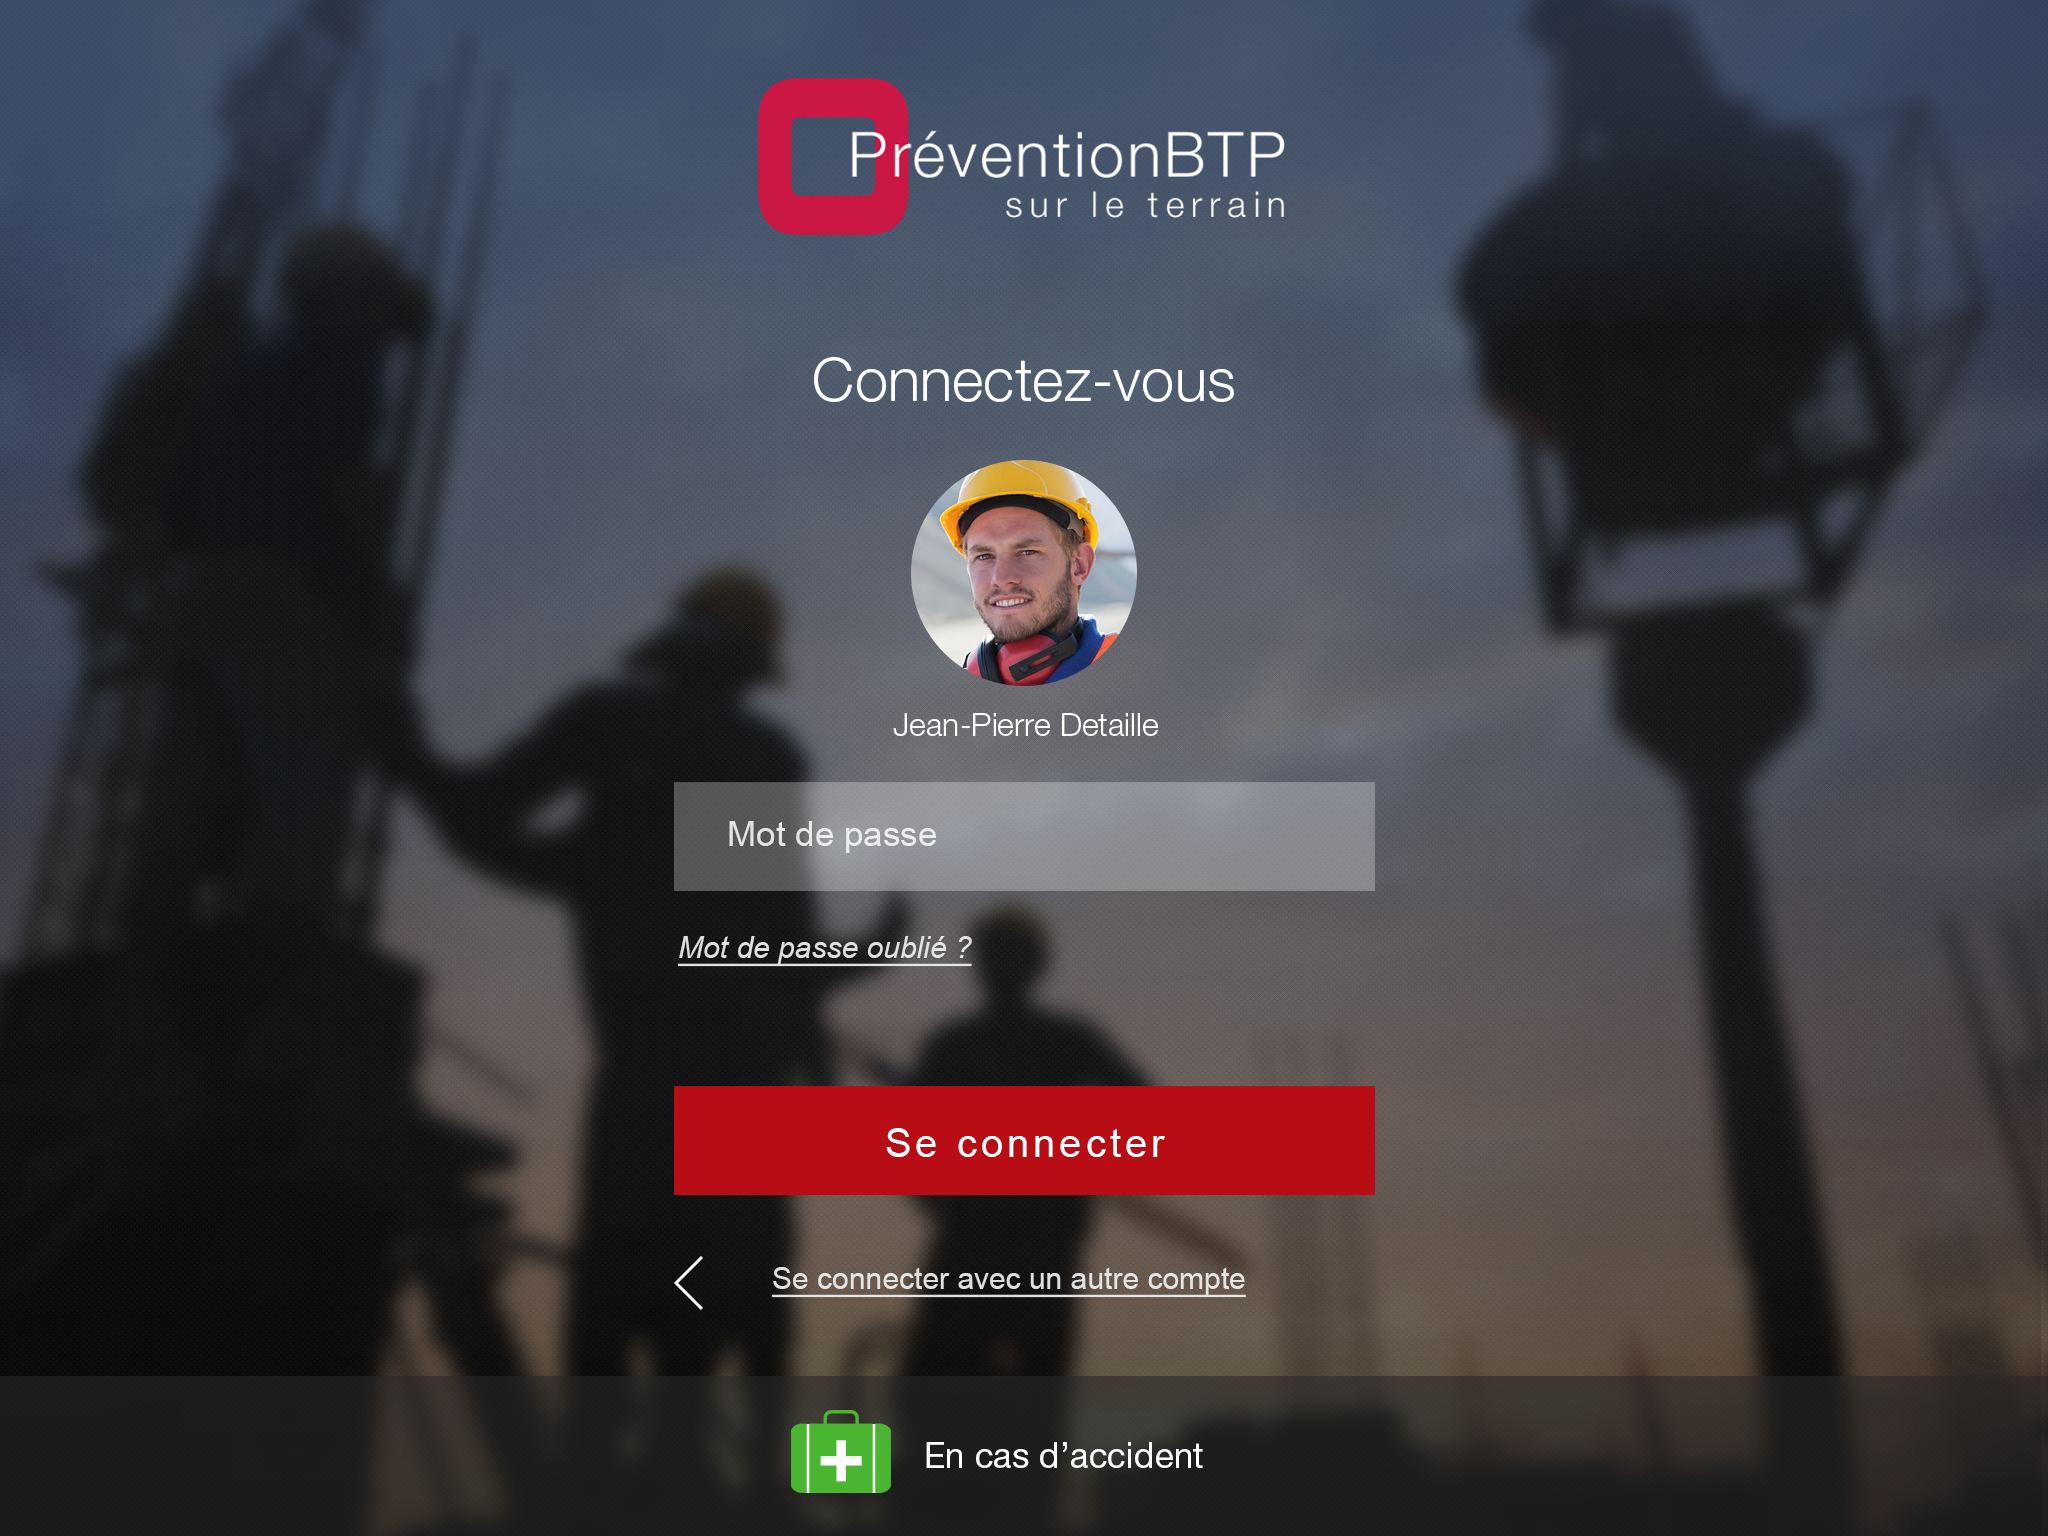 PréventionBTP
sur le terrain
Connectez-vous
Jean-Pierre Detaille
Mot de passe
Mot de passe oublié ?
Se connecter
Se connecter avec un autre compte
En cas d’accident